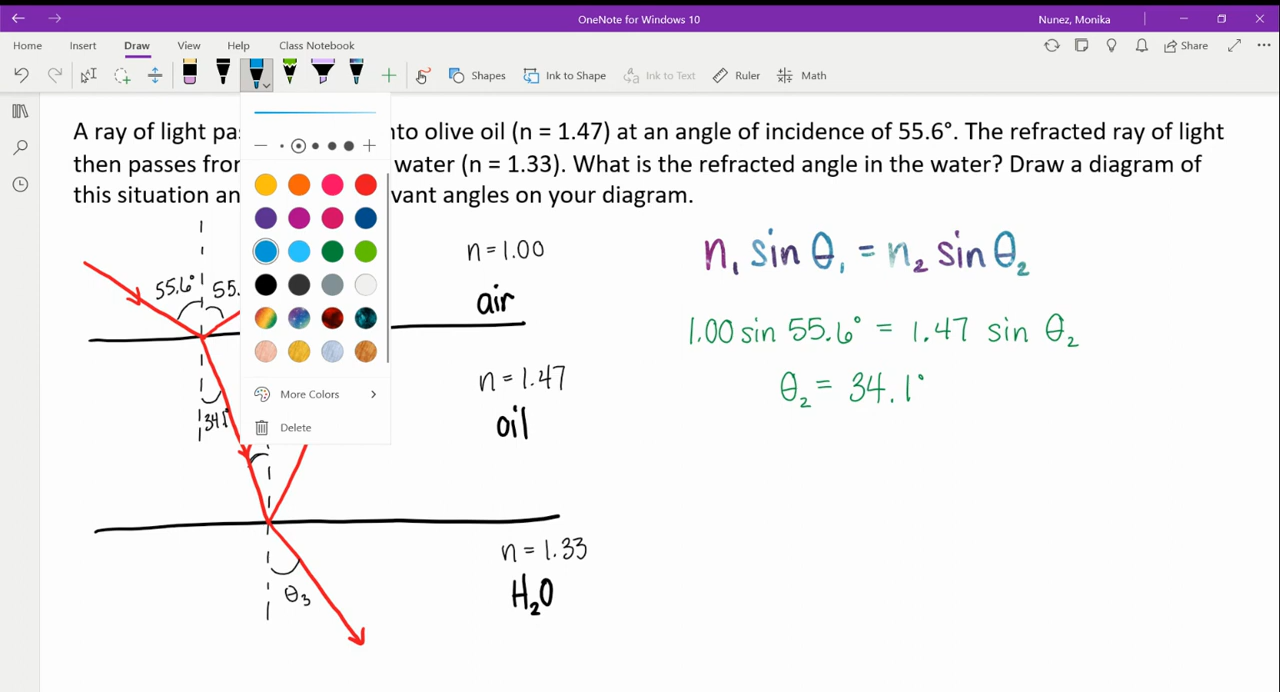 OneNote for Windows 10
Nunez, Monika
Home Insert Draw View Help Class Notebook
Share
Shapes Ink to Shape Ink to Text Ruler Math
A ray of light pa nto olive oil (n = 1.47) at an angle of incidence of 55.6°. The refracted ray of light
then passes fror water (n = 1.33). What is the refracted angle in the water? Draw a diagram of
this situation an vant angles on your diagram.
55.6° 55.
n = 1.00
air
n = 1.47
oil
34.1°
n = 1.33
H₂O
θ₃
More Colors
Delete
n₁ sin θ₁ = n₂ sin θ₂
1.00 sin 55.6° = 1.47 sin θ₂
θ₂ = 34.1°